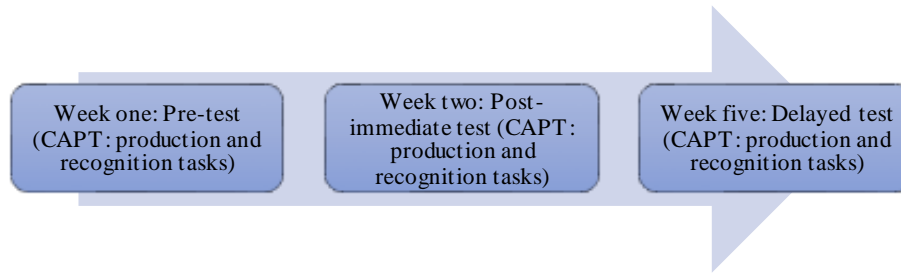 Week one: Pre-test
(CAPT: production and
recognition tasks)
Week two: Post-
immediate test (CAPT:
production and
recognition tasks)
Week five: Delayed test
(CAPT: production and
recognition tasks)